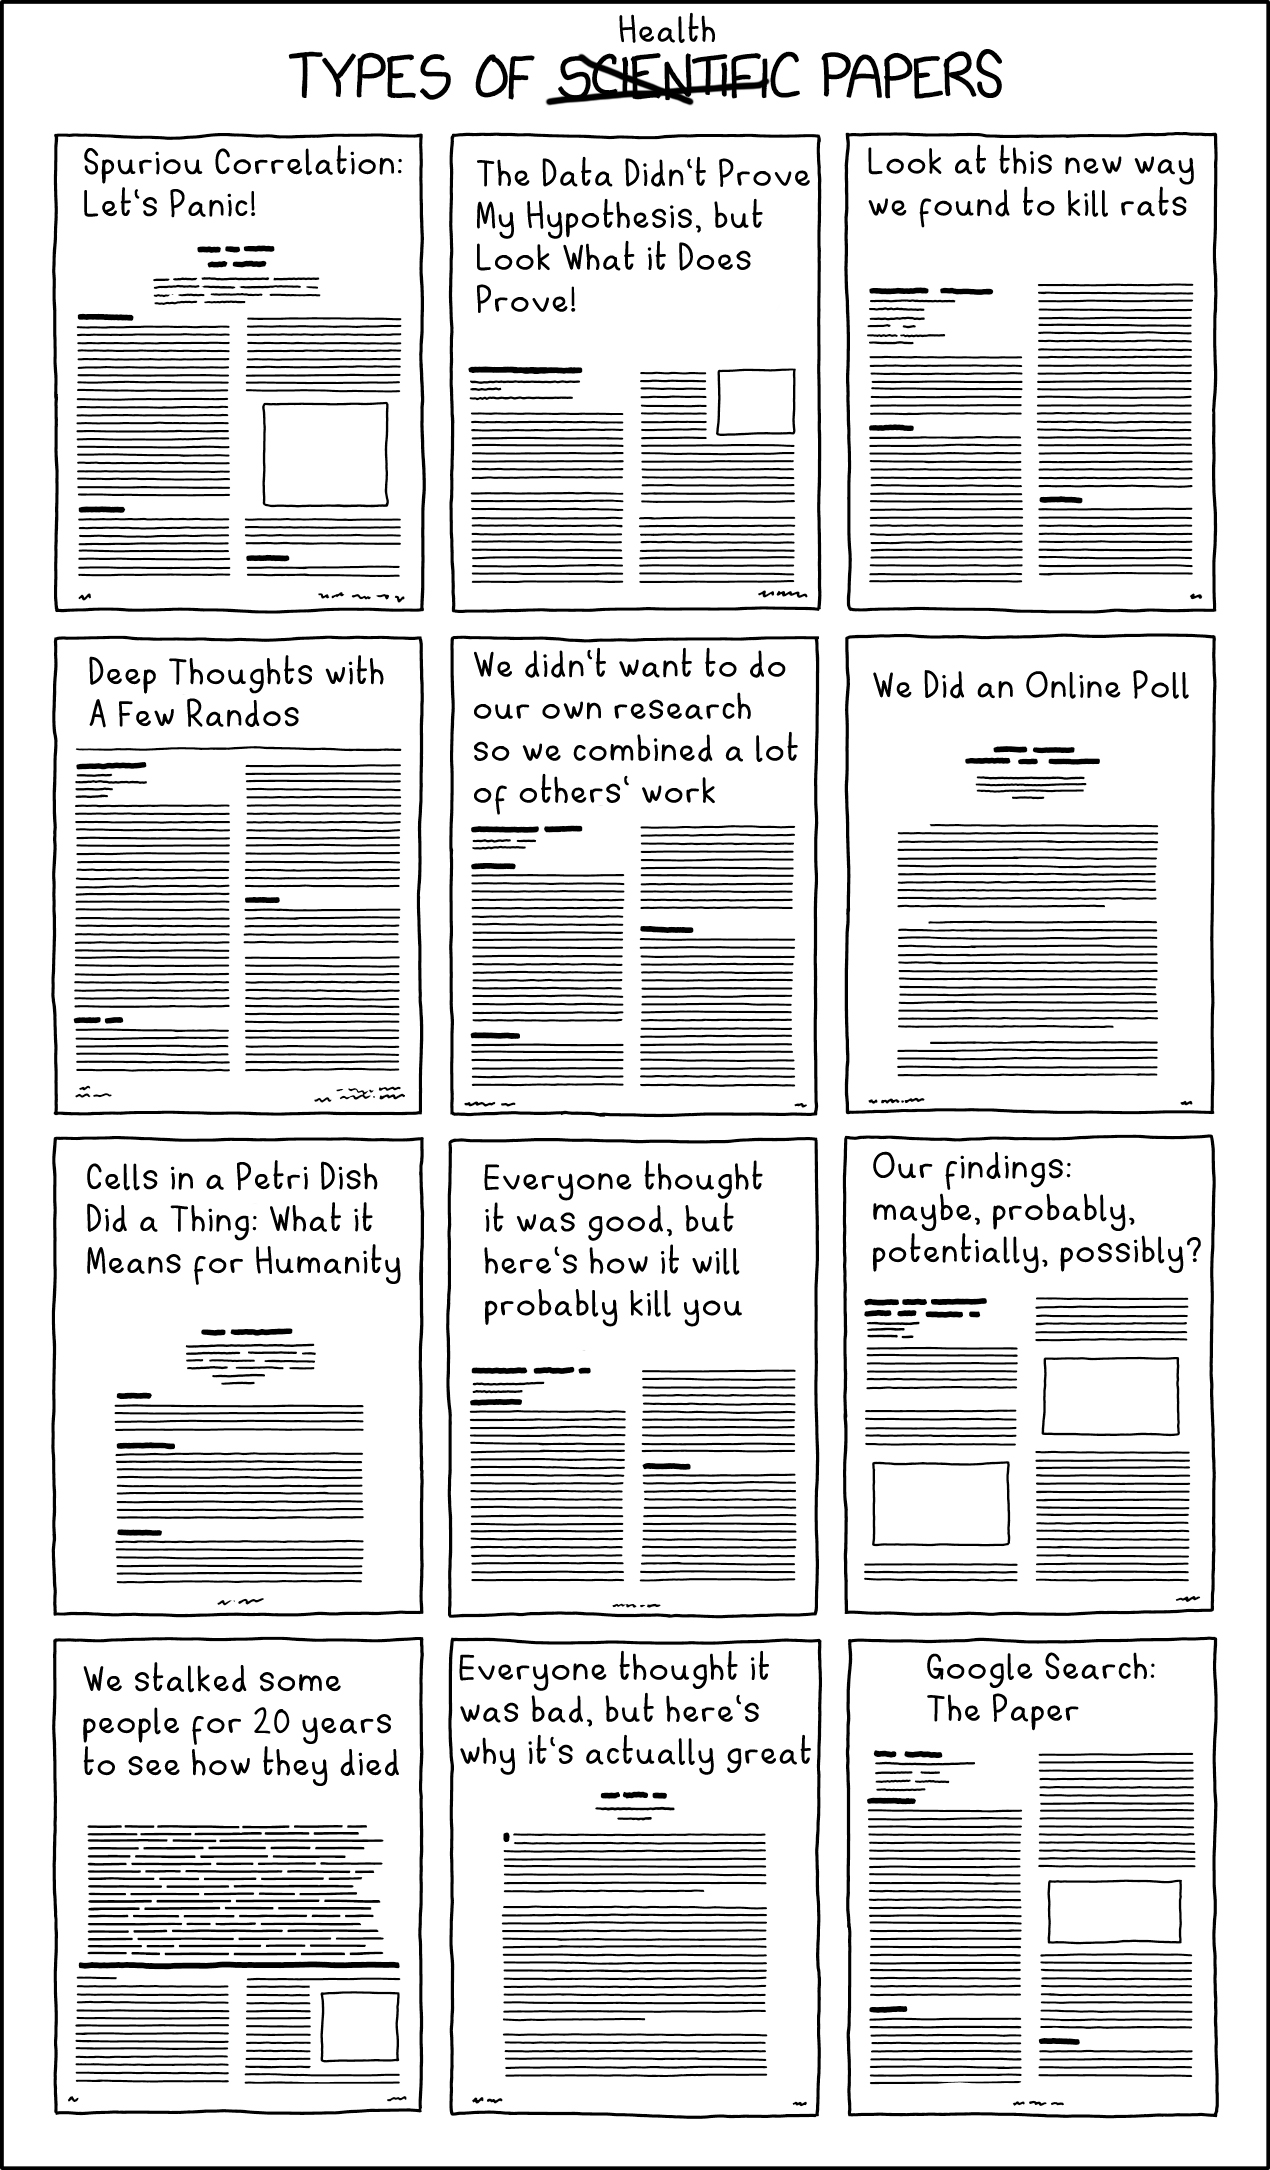 Health
TYPES OF SCIENTIFIC PAPERS
Spuriou Correlation:
Let's Panic!
The Data Didn't Prove
My Hypothesis, but
Look What it Does
Prove!
Look at this new way
we found to kill rats
Deep Thoughts with
A Few Randos
We didn't want to do
our own research
so we combined a lot
of others' work
We Did an Online Poll
Cells in a Petri Dish
Did a Thing: What it
Means for Humanity
Everyone thought
it was good, but
here's how it will
probably kill you
Our findings:
maybe, probably,
potentially, possibly?
We stalked some
people for 20 years
to see how they died
Everyone thought it
was bad, but here's
why it's actually great
Google Search:
The Paper